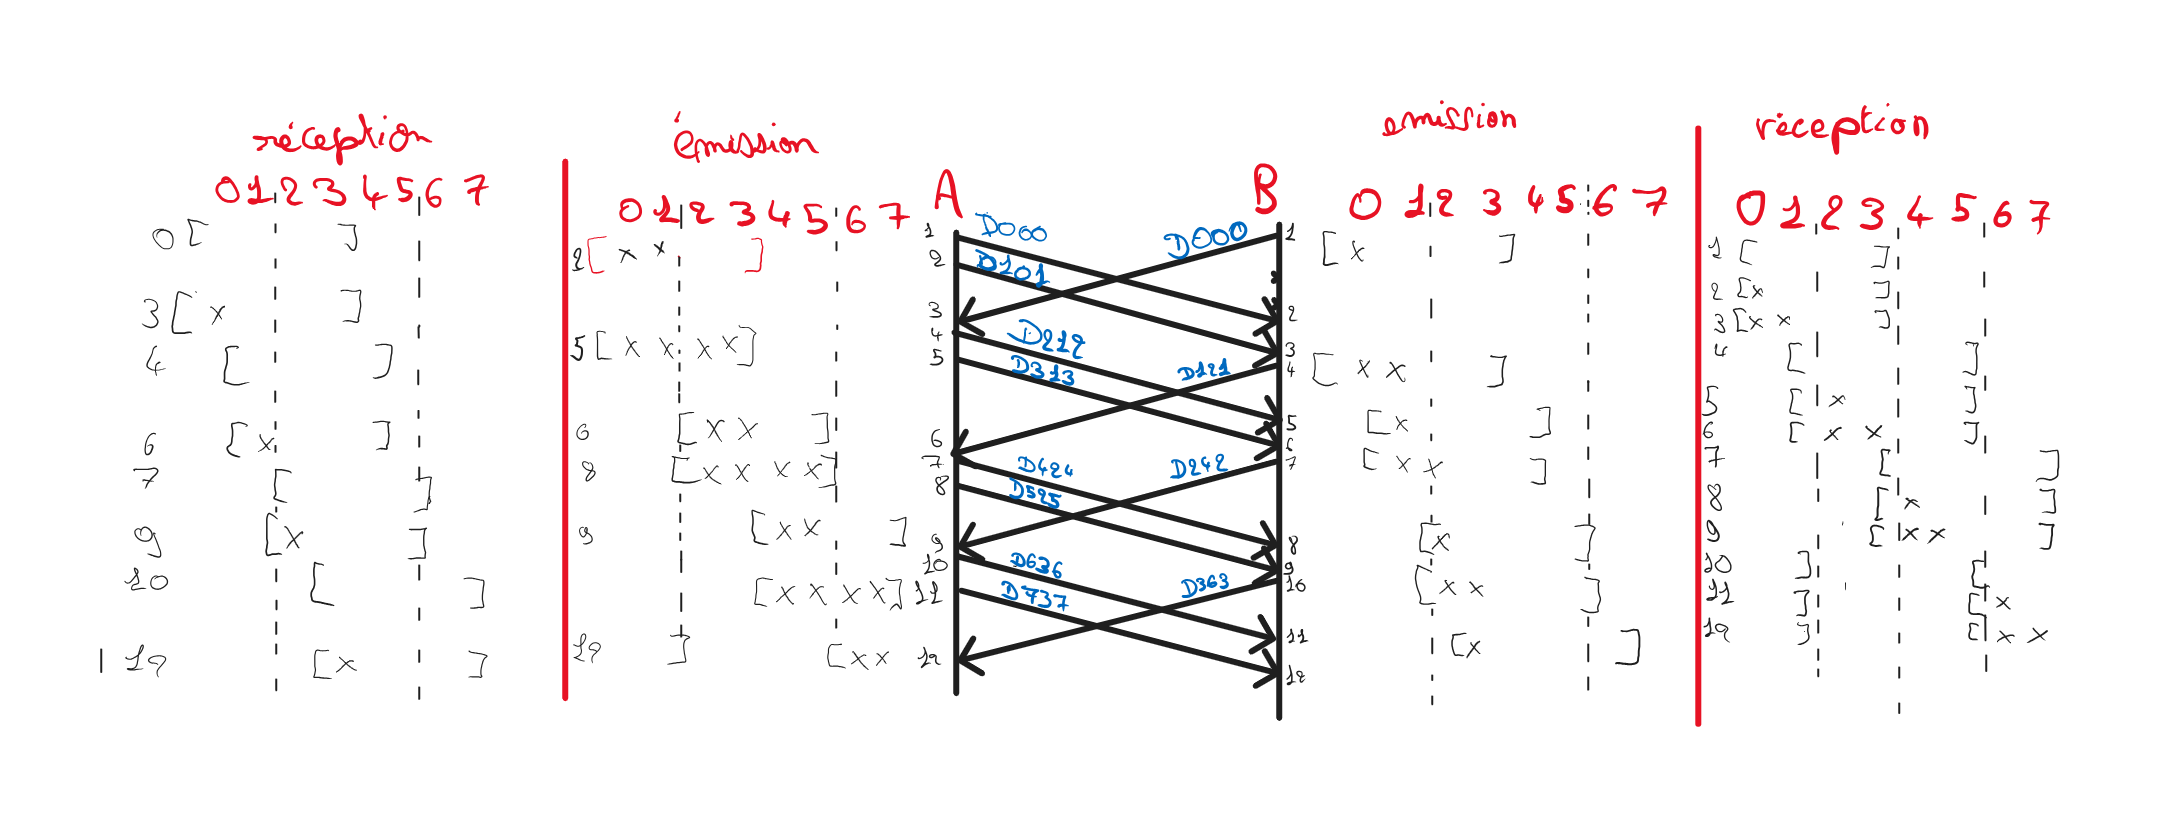 réception
émission
emission
réception
0 1 2 3 4 5 6 7
0 1 2 3 4 5 6 7
A
B
0 1 2 3 4 5 6 7
0 1 2 3 4 5 6 7
0 [ ]
3 [ x ]
4 [ ]
6 [ x ]
7 [ ]
9 [ x ]
10 [ ]
12 [ x ]
2 [ x x ]
5 [ x x x x ]
6 [ x x ]
8 [ x x x x ]
9 [ x x ]
[ x x x x ] 11
12 ] [ x x 12
1
2
3
4
5
6
7
8
9
10
D000
D101
D212
D313
D424
D525
D636
D737
D000
D121
D242
D363
1
2
3
4
5
6
7
8
9
10
11
12
[ x ]
[ x x ]
[ x ]
[ x x ]
[ x ]
[ x x ]
[ x ]
1 [ ]
2 [ x ]
3 [ x x ]
4 [ ]
5 [ x ]
6 [ x x ]
7 [ ]
8 [ x ]
9 [ x x ]
10 ] [
11 ] [ x
12 ] [ x x